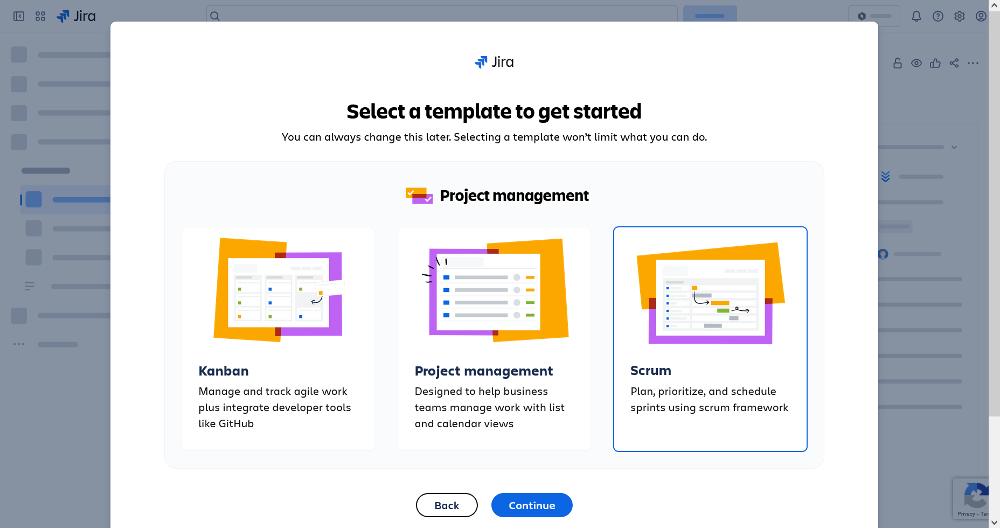 Jira
Jira
Select a template to get started
You can always change this later. Selecting a template won’t limit what you can do.
Project management
Kanban
Manage and track agile work
plus integrate developer tools
like GitHub
Project management
Designed to help business
teams manage work with list
and calendar views
Scrum
Plan, prioritize, and schedule
sprints using scrum framework
Back
Continue
Privacy -